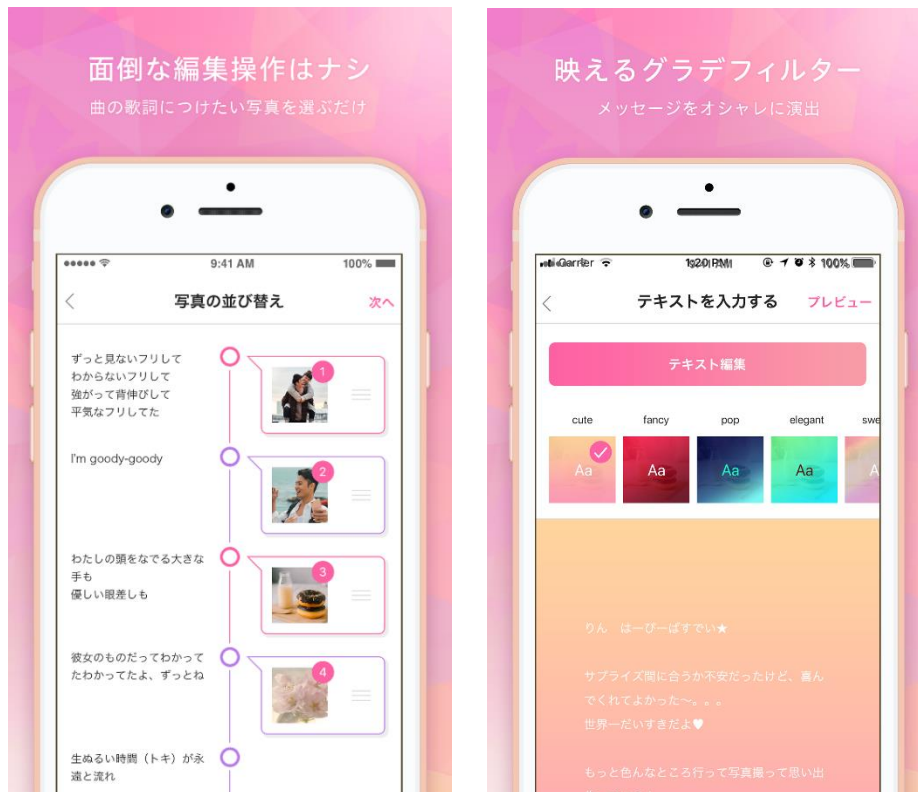 面倒な編集操作はナシ
曲の歌詞につけたい写真を選ぶだけ
9:41 AM
100%
写真の並び替え
次へ
ずっと見ないフリして
わからないフリして
強がって背伸びして
平気なフリしてた
1
I'm goody-goody
2
わたしの頭をなでる大きな
手も
優しい眼差しも
3
彼女のものだってわかって
たわかってたよ、ずっとね
4
生ぬるい時間（トキ）が永
遠と流れ
映えるグラデフィルター
メッセージをオシャレに演出
100%
テキストを入力する
プレビュー
テキスト編集
cute
fancy
pop
elegant
swe
Aa
Aa
Aa
Aa
A
りん　はーぴーばすでい★
サプライズ間に合うか不安だったけど、喜ん
でくれてよかった〜。。。
世界一だいすきだよ♥
もっと色んなところ行って写真撮って思い出